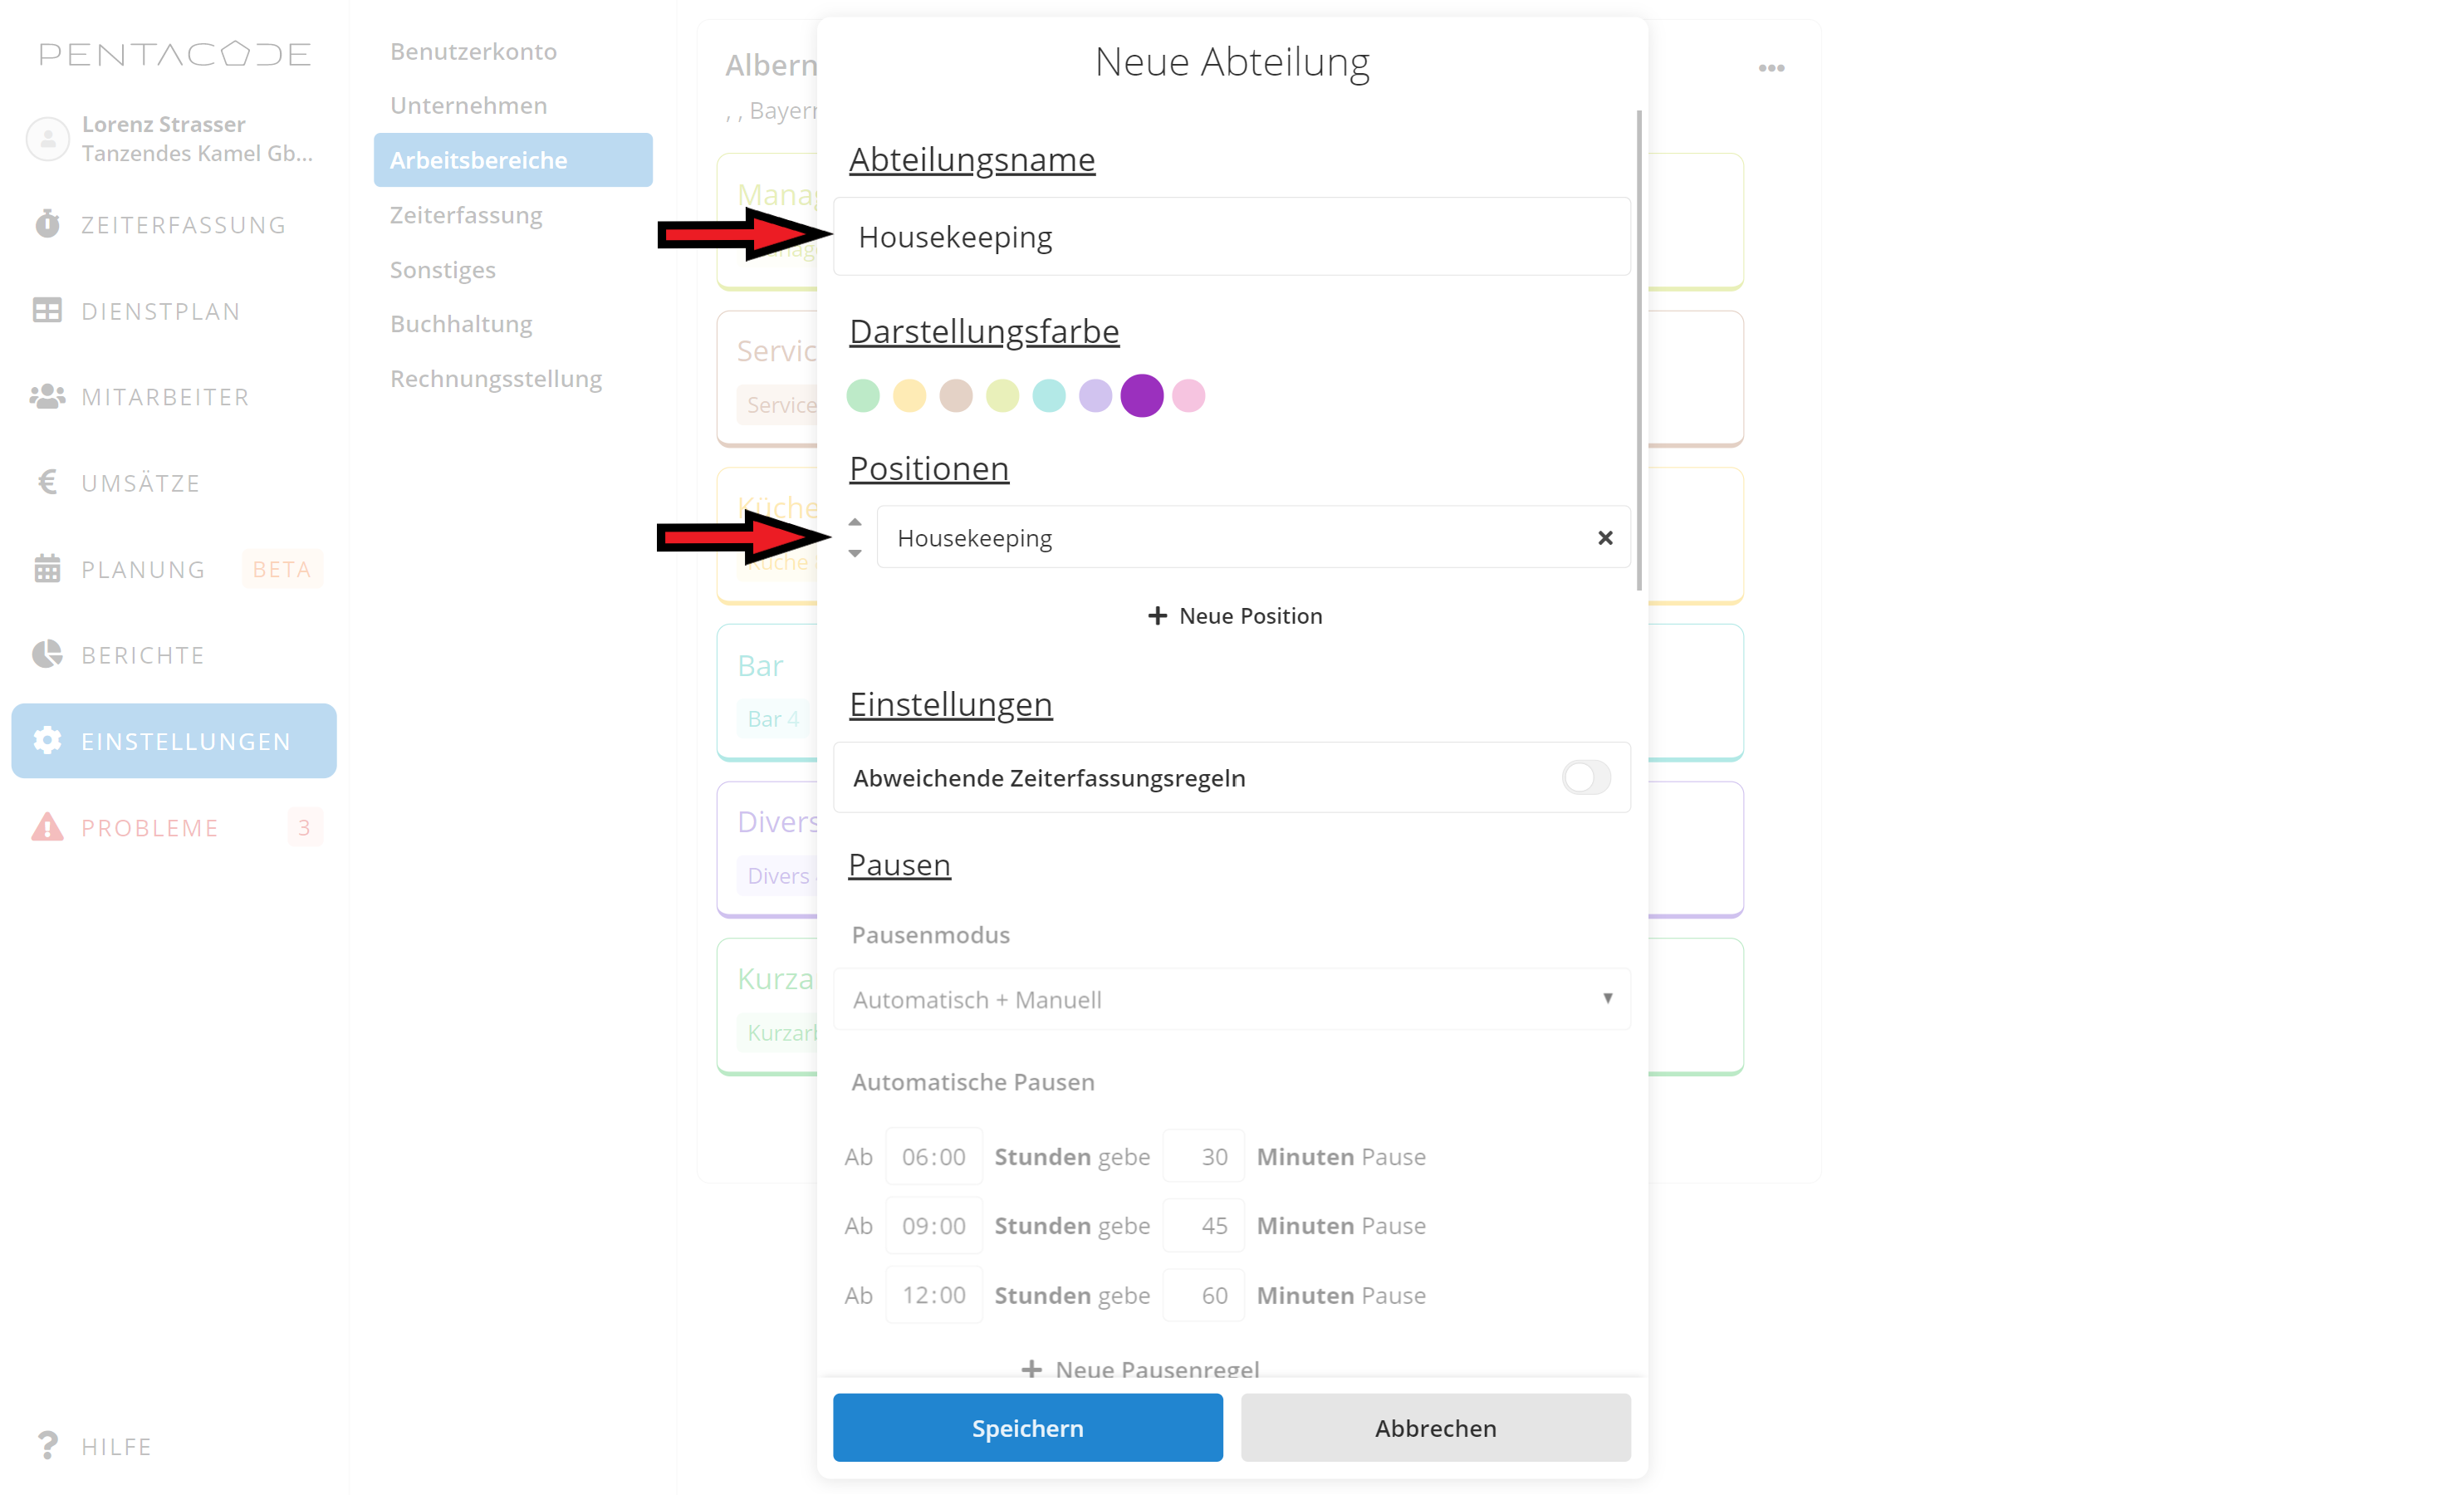 PENTACODE
Lorenz Strasser
Tanzendes Kamel Gb...
ZEITERFASSUNG
DIENSTPLAN
MITARBEITER
UMSÄTZE
PLANUNG BETA
BERICHTE
EINSTELLUNGEN
PROBLEME 3
HILFE
Benutzerkonto
Unternehmen
Arbeitsbereiche
Zeiterfassung
Sonstiges
Buchhaltung
Rechnungsstellung
Albern
, , Bayern
Manag
Servic
Service
Küche
Küche
Bar
Bar 4
Divers
Divers
Kurza
Kurzarb
Neue Abteilung
Abteilungsname
Housekeeping
Darstellungsfarbe
Positionen
Housekeeping
+ Neue Position
Einstellungen
Abweichende Zeiterfassungsregeln
Pausen
Pausenmodus
Automatisch + Manuell
Automatische Pausen
Ab 06:00 Stunden gebe 30 Minuten Pause
Ab 09:00 Stunden gebe 45 Minuten Pause
Ab 12:00 Stunden gebe 60 Minuten Pause
+ Neue Pausenregel
Speichern
Abbrechen